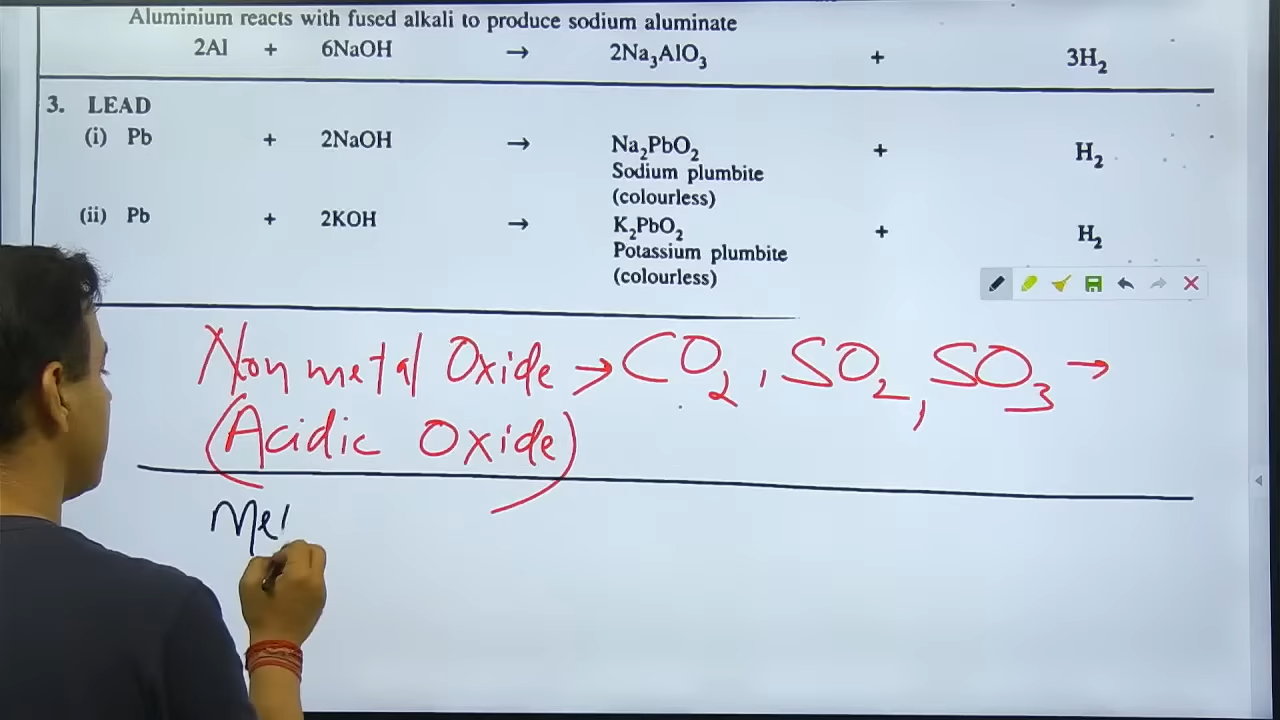 Aluminium reacts with fused alkali to produce sodium aluminate
2Al + 6NaOH → 2Na₃AlO₃ + 3H₂
3. LEAD
(i) Pb + 2NaOH → Na₂PbO₂ + H₂
Sodium plumbite
(colourless)
(ii) Pb + 2KOH → K₂PbO₂ + H₂
Potassium plumbite
(colourless)
Non metal Oxide → CO₂, SO₂, SO₃ →
(Acidic Oxide)